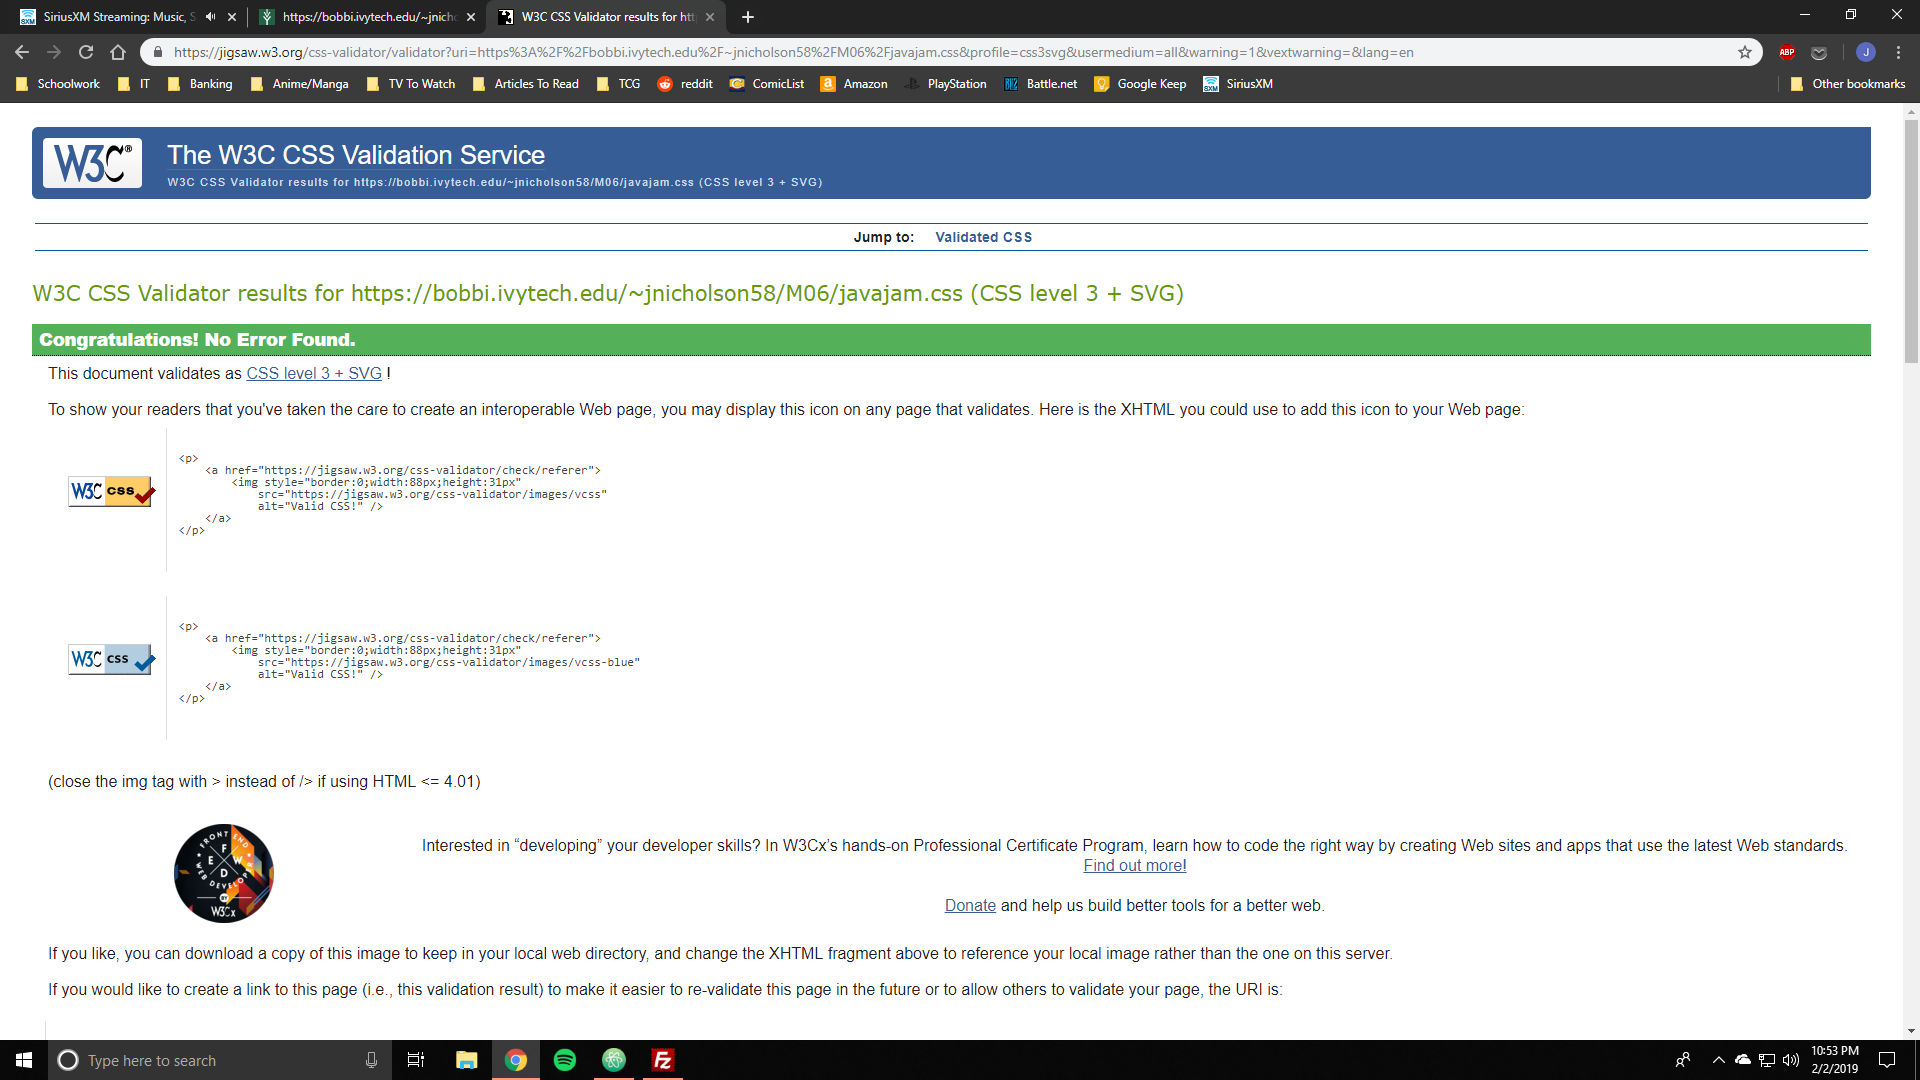 SiriusXM Streaming: Music, S
https://bobbi.ivytech.edu/~jnich
W3C CSS Validator results for htt
https://jigsaw.w3.org/css-validator/validator?uri=https%3A%2F%2Fbobbi.ivytech.edu%2F~jnicholson58%2FM06%2Fjavajam.css&profile=css3svg&usermedium=all&warning=1&vextwarning=&lang=en
ABP
J
Schoolwork IT Banking Anime/Manga TV To Watch Articles To Read TCG reddit ComicList Amazon PlayStation Battle.net Google Keep SiriusXM Other bookmarks
W3C®
The W3C CSS Validation Service
W3C CSS Validator results for https://bobbi.ivytech.edu/~jnicholson58/M06/javajam.css (CSS level 3 + SVG)
Jump to: Validated CSS
W3C CSS Validator results for https://bobbi.ivytech.edu/~jnicholson58/M06/javajam.css (CSS level 3 + SVG)
Congratulations! No Error Found.
This document validates as CSS level 3 + SVG !
To show your readers that you've taken the care to create an interoperable Web page, you may display this icon on any page that validates. Here is the XHTML you could use to add this icon to your Web page:
W3C css
<p>
<a href="https://jigsaw.w3.org/css-validator/check/referer">
<img style="border:0;width:88px;height:31px"
src="https://jigsaw.w3.org/css-validator/images/vcss"
alt="Valid CSS!" />
</a>
</p>
W3C css
<p>
<a href="https://jigsaw.w3.org/css-validator/check/referer">
<img style="border:0;width:88px;height:31px"
src="https://jigsaw.w3.org/css-validator/images/vcss-blue"
alt="Valid CSS!" />
</a>
</p>
(close the img tag with > instead of /> if using HTML <= 4.01)
FRONT END
F E W D
WEB DEVELOPER
BY
W3Cx
Interested in “developing” your developer skills? In W3Cx’s hands-on Professional Certificate Program, learn how to code the right way by creating Web sites and apps that use the latest Web standards.
Find out more!
Donate and help us build better tools for a better web.
If you like, you can download a copy of this image to keep in your local web directory, and change the XHTML fragment above to reference your local image rather than the one on this server.
If you would like to create a link to this page (i.e., this validation result) to make it easier to re-validate this page in the future or to allow others to validate your page, the URI is:
Type here to search
Fz
10:53 PM
2/2/2019